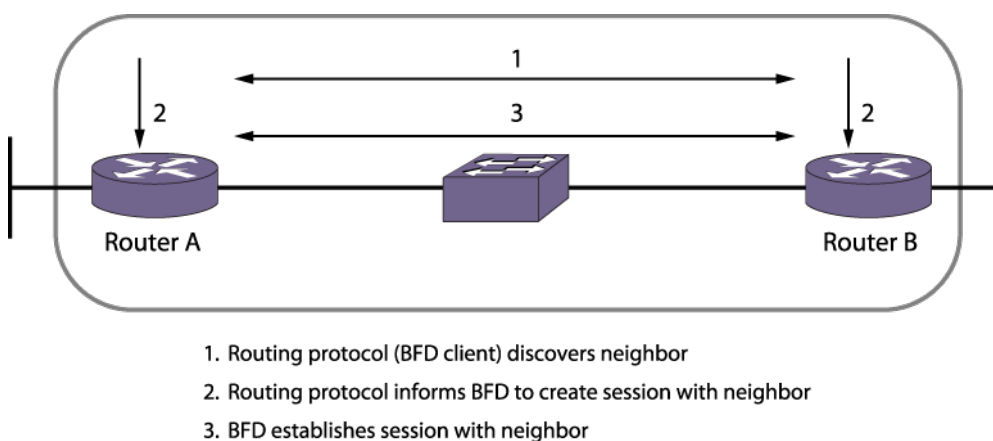 1
2
3
2
Router A
Router B
1. Routing protocol (BFD client) discovers neighbor
2. Routing protocol informs BFD to create session with neighbor
3. BFD establishes session with neighbor